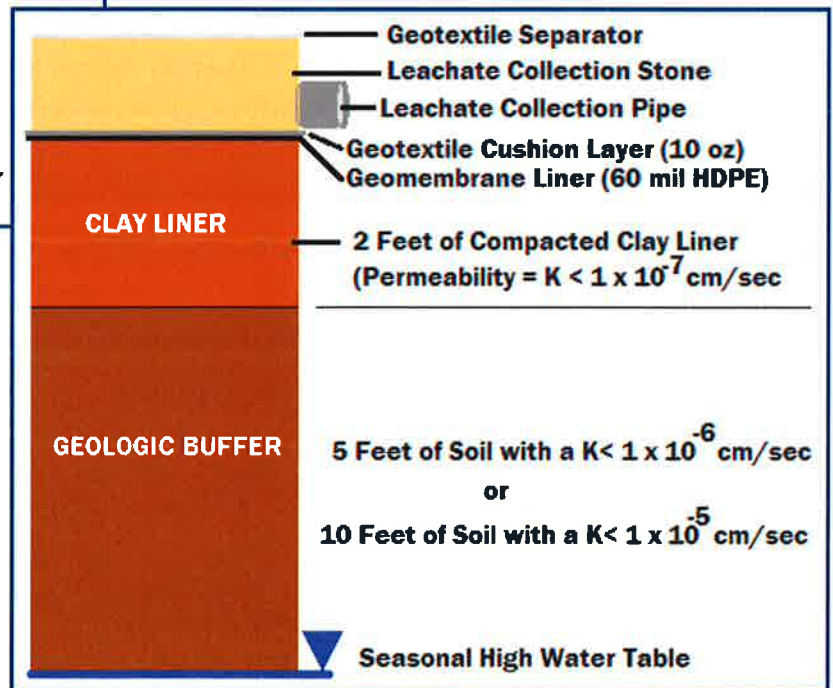 Geotextile Separator
Leachate Collection Stone
Leachate Collection Pipe
Geotextile Cushion Layer (10 oz)
Geomembrane Liner (60 mil HDPE)
CLAY LINER
2 Feet of Compacted Clay Liner
(Permeability = K < 1 x 10⁻⁷ cm/sec
GEOLOGIC BUFFER
5 Feet of Soil with a K< 1 x 10⁻⁶ cm/sec
or
10 Feet of Soil with a K< 1 x 10⁻⁵ cm/sec
Seasonal High Water Table